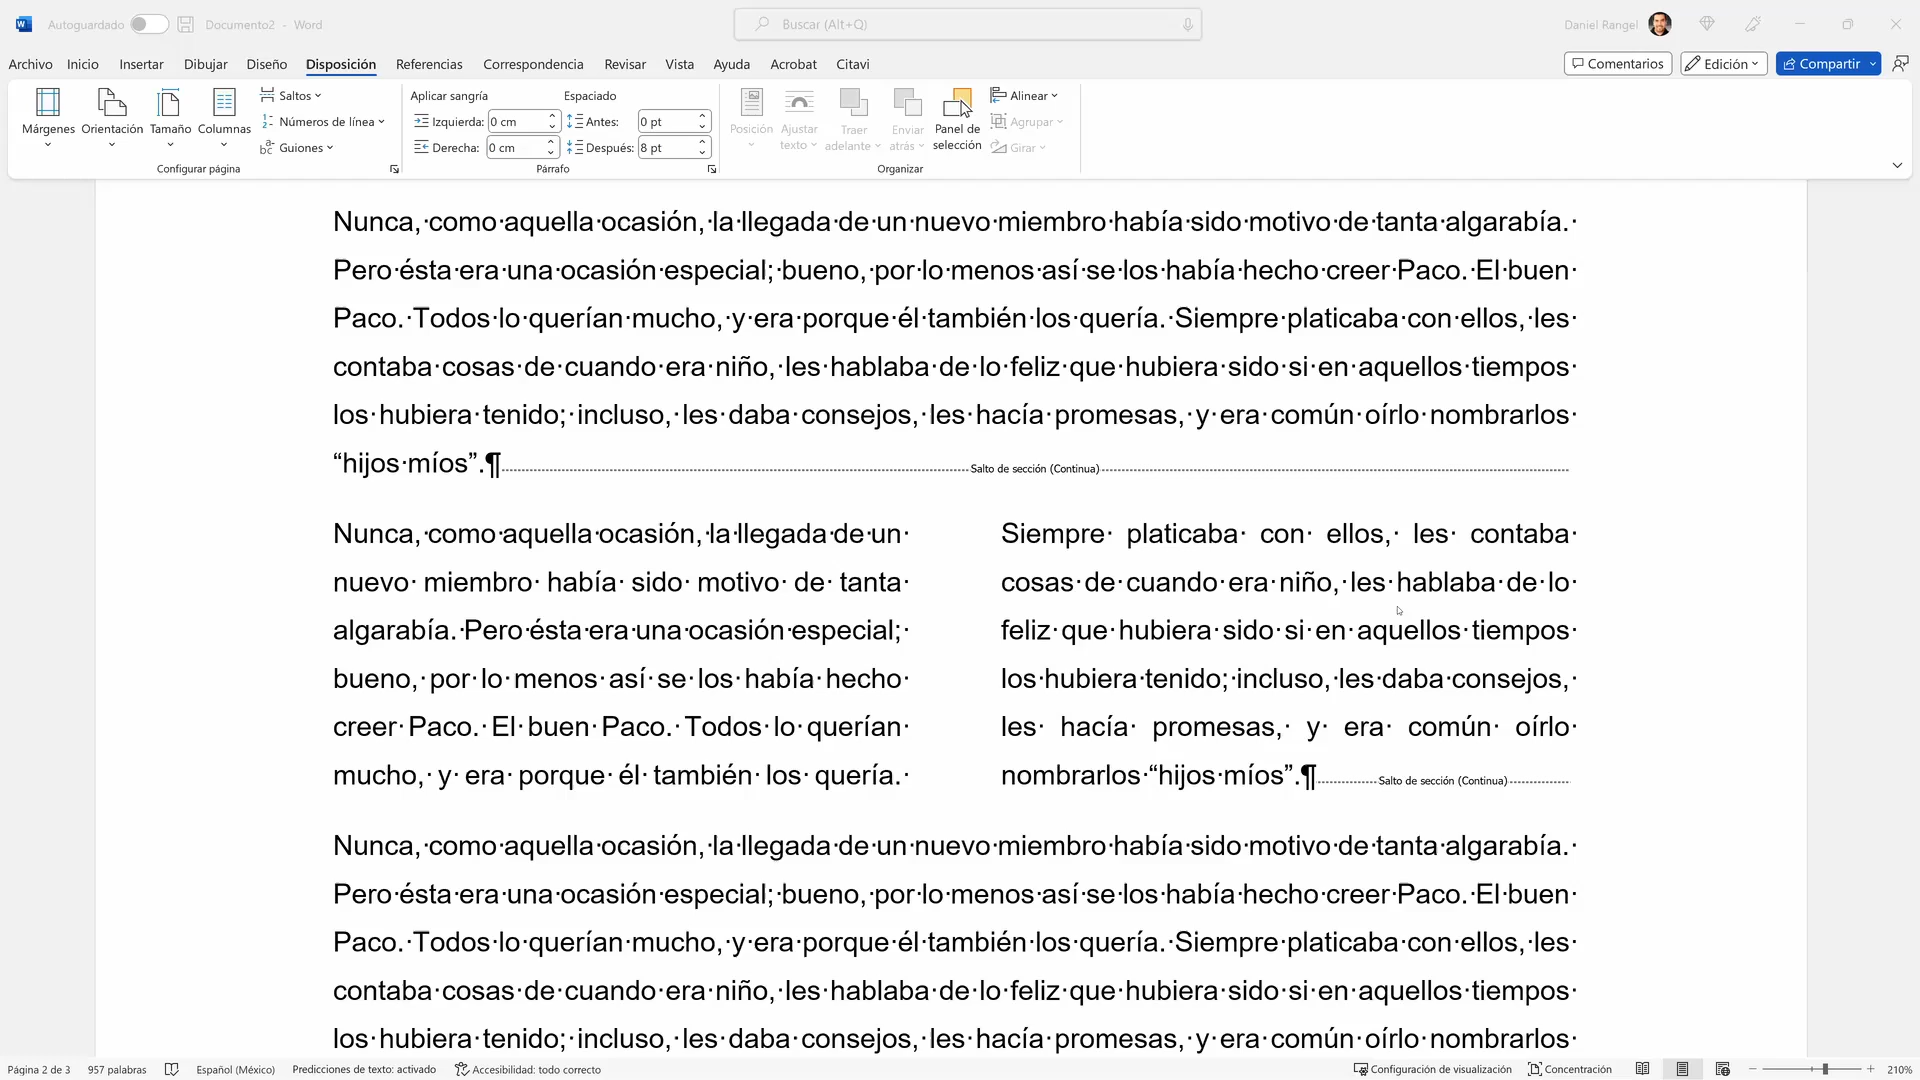 Autoguardado
Documento2 - Word
Buscar (Alt+Q)
Daniel Rangel
Archivo Inicio Insertar Dibujar Diseño Disposición Referencias Correspondencia Revisar Vista Ayuda Acrobat Citavi
Comentarios Edición Compartir
Márgenes Orientación Tamaño Columnas
Saltos
Números de línea
Guiones
Configurar página
Aplicar sangría Espaciado
Izquierda: 0 cm Antes: 0 pt
Derecha: 0 cm Después: 8 pt
Párrafo
Posición
Ajustar texto
Traer adelante
Enviar atrás
Panel de selección
Alinear
Agrupar
Girar
Organizar
Nunca, como aquella ocasión, la llegada de un nuevo miembro había sido motivo de tanta algarabía.
Pero ésta era una ocasión especial; bueno, por lo menos así se los había hecho creer Paco. El buen
Paco. Todos lo querían mucho, y era porque él también los quería. Siempre platicaba con ellos, les
contaba cosas de cuando era niño, les hablaba de lo feliz que hubiera sido si en aquellos tiempos
los hubiera tenido; incluso, les daba consejos, les hacía promesas, y era común oírlo nombrarlos
“hijos míos”.¶ Salto de sección (Continua)
Nunca, como aquella ocasión, la llegada de un
nuevo miembro había sido motivo de tanta
algarabía. Pero ésta era una ocasión especial;
bueno, por lo menos así se los había hecho
creer Paco. El buen Paco. Todos lo querían
mucho, y era porque él también los quería.
Siempre platicaba con ellos, les contaba
cosas de cuando era niño, les hablaba de lo
feliz que hubiera sido si en aquellos tiempos
los hubiera tenido; incluso, les daba consejos,
les hacía promesas, y era común oírlo
nombrarlos “hijos míos”.¶ Salto de sección (Continua)
Nunca, como aquella ocasión, la llegada de un nuevo miembro había sido motivo de tanta algarabía.
Pero ésta era una ocasión especial; bueno, por lo menos así se los había hecho creer Paco. El buen
Paco. Todos lo querían mucho, y era porque él también los quería. Siempre platicaba con ellos, les
contaba cosas de cuando era niño, les hablaba de lo feliz que hubiera sido si en aquellos tiempos
los hubiera tenido; incluso, les daba consejos, les hacía promesas, y era común oírlo nombrarlos
Página 2 de 3 957 palabras Español (México) Predicciones de texto: activado Accesibilidad: todo correcto
Configuración de visualización Concentración 210%